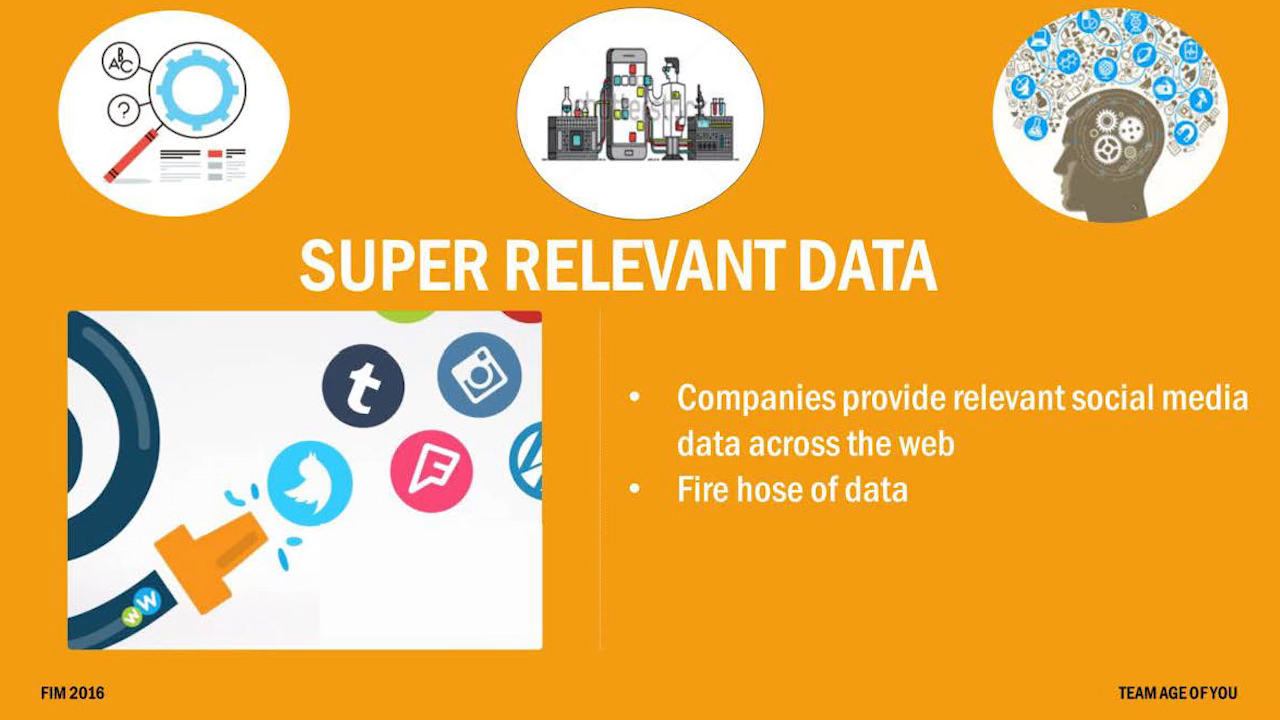 A B C
?
SUPER RELEVANT DATA
• Companies provide relevant social media
data across the web
• Fire hose of data
t
F
W W
FIM 2016
TEAM AGE OF YOU